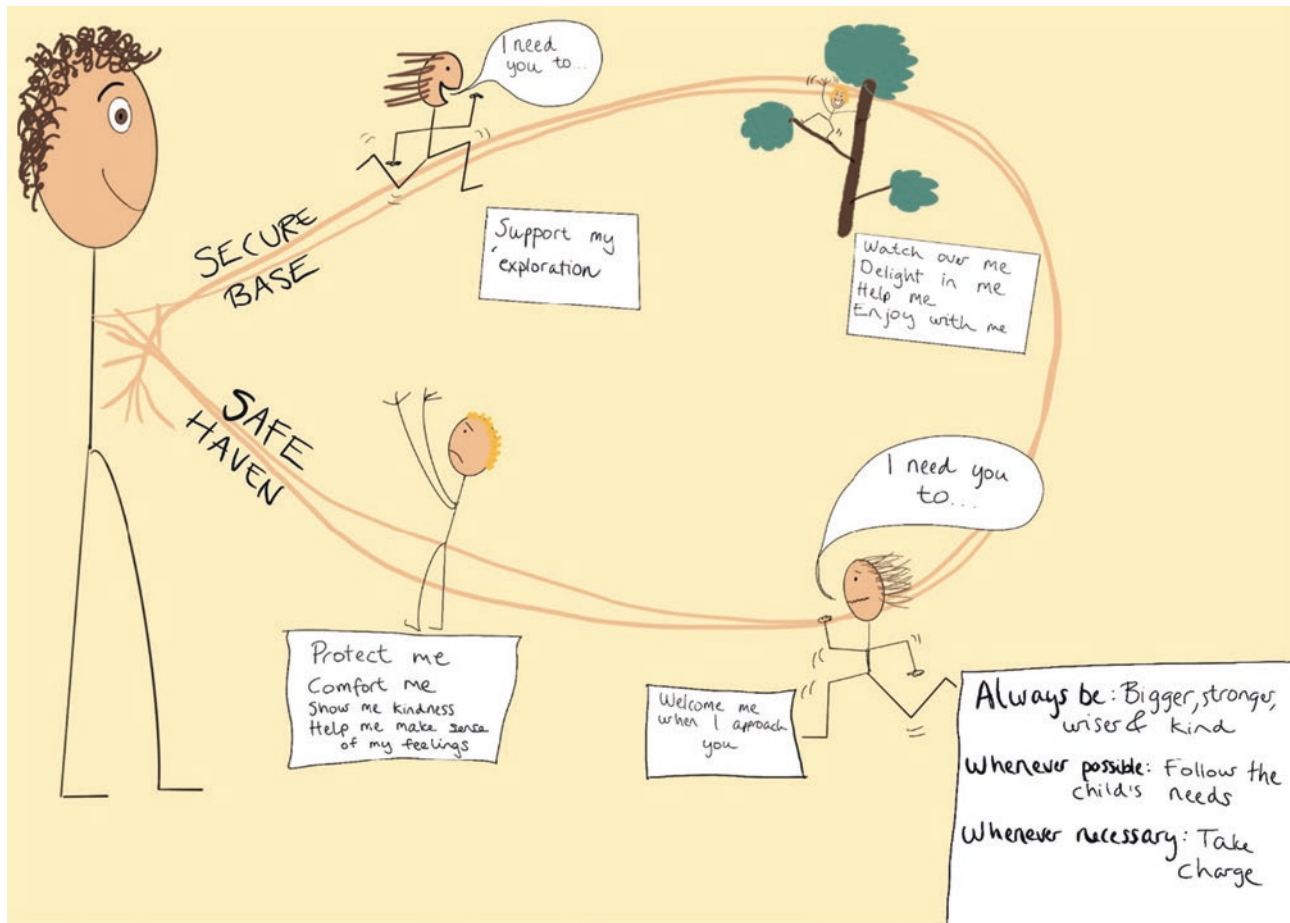 I need
you to...
SECURE
BASE
Support my
exploration
Watch over me
Delight in me
Help me
Enjoy with me
SAFE
HAVEN
I need you
to...
Protect me
Comfort me
Show me kindness
Help me make sense
of my feelings
Welcome me
when I approach
you
Always be: Bigger, stronger,
wiser & kind
Whenever possible: Follow the
child's needs
Whenever necessary: Take
charge